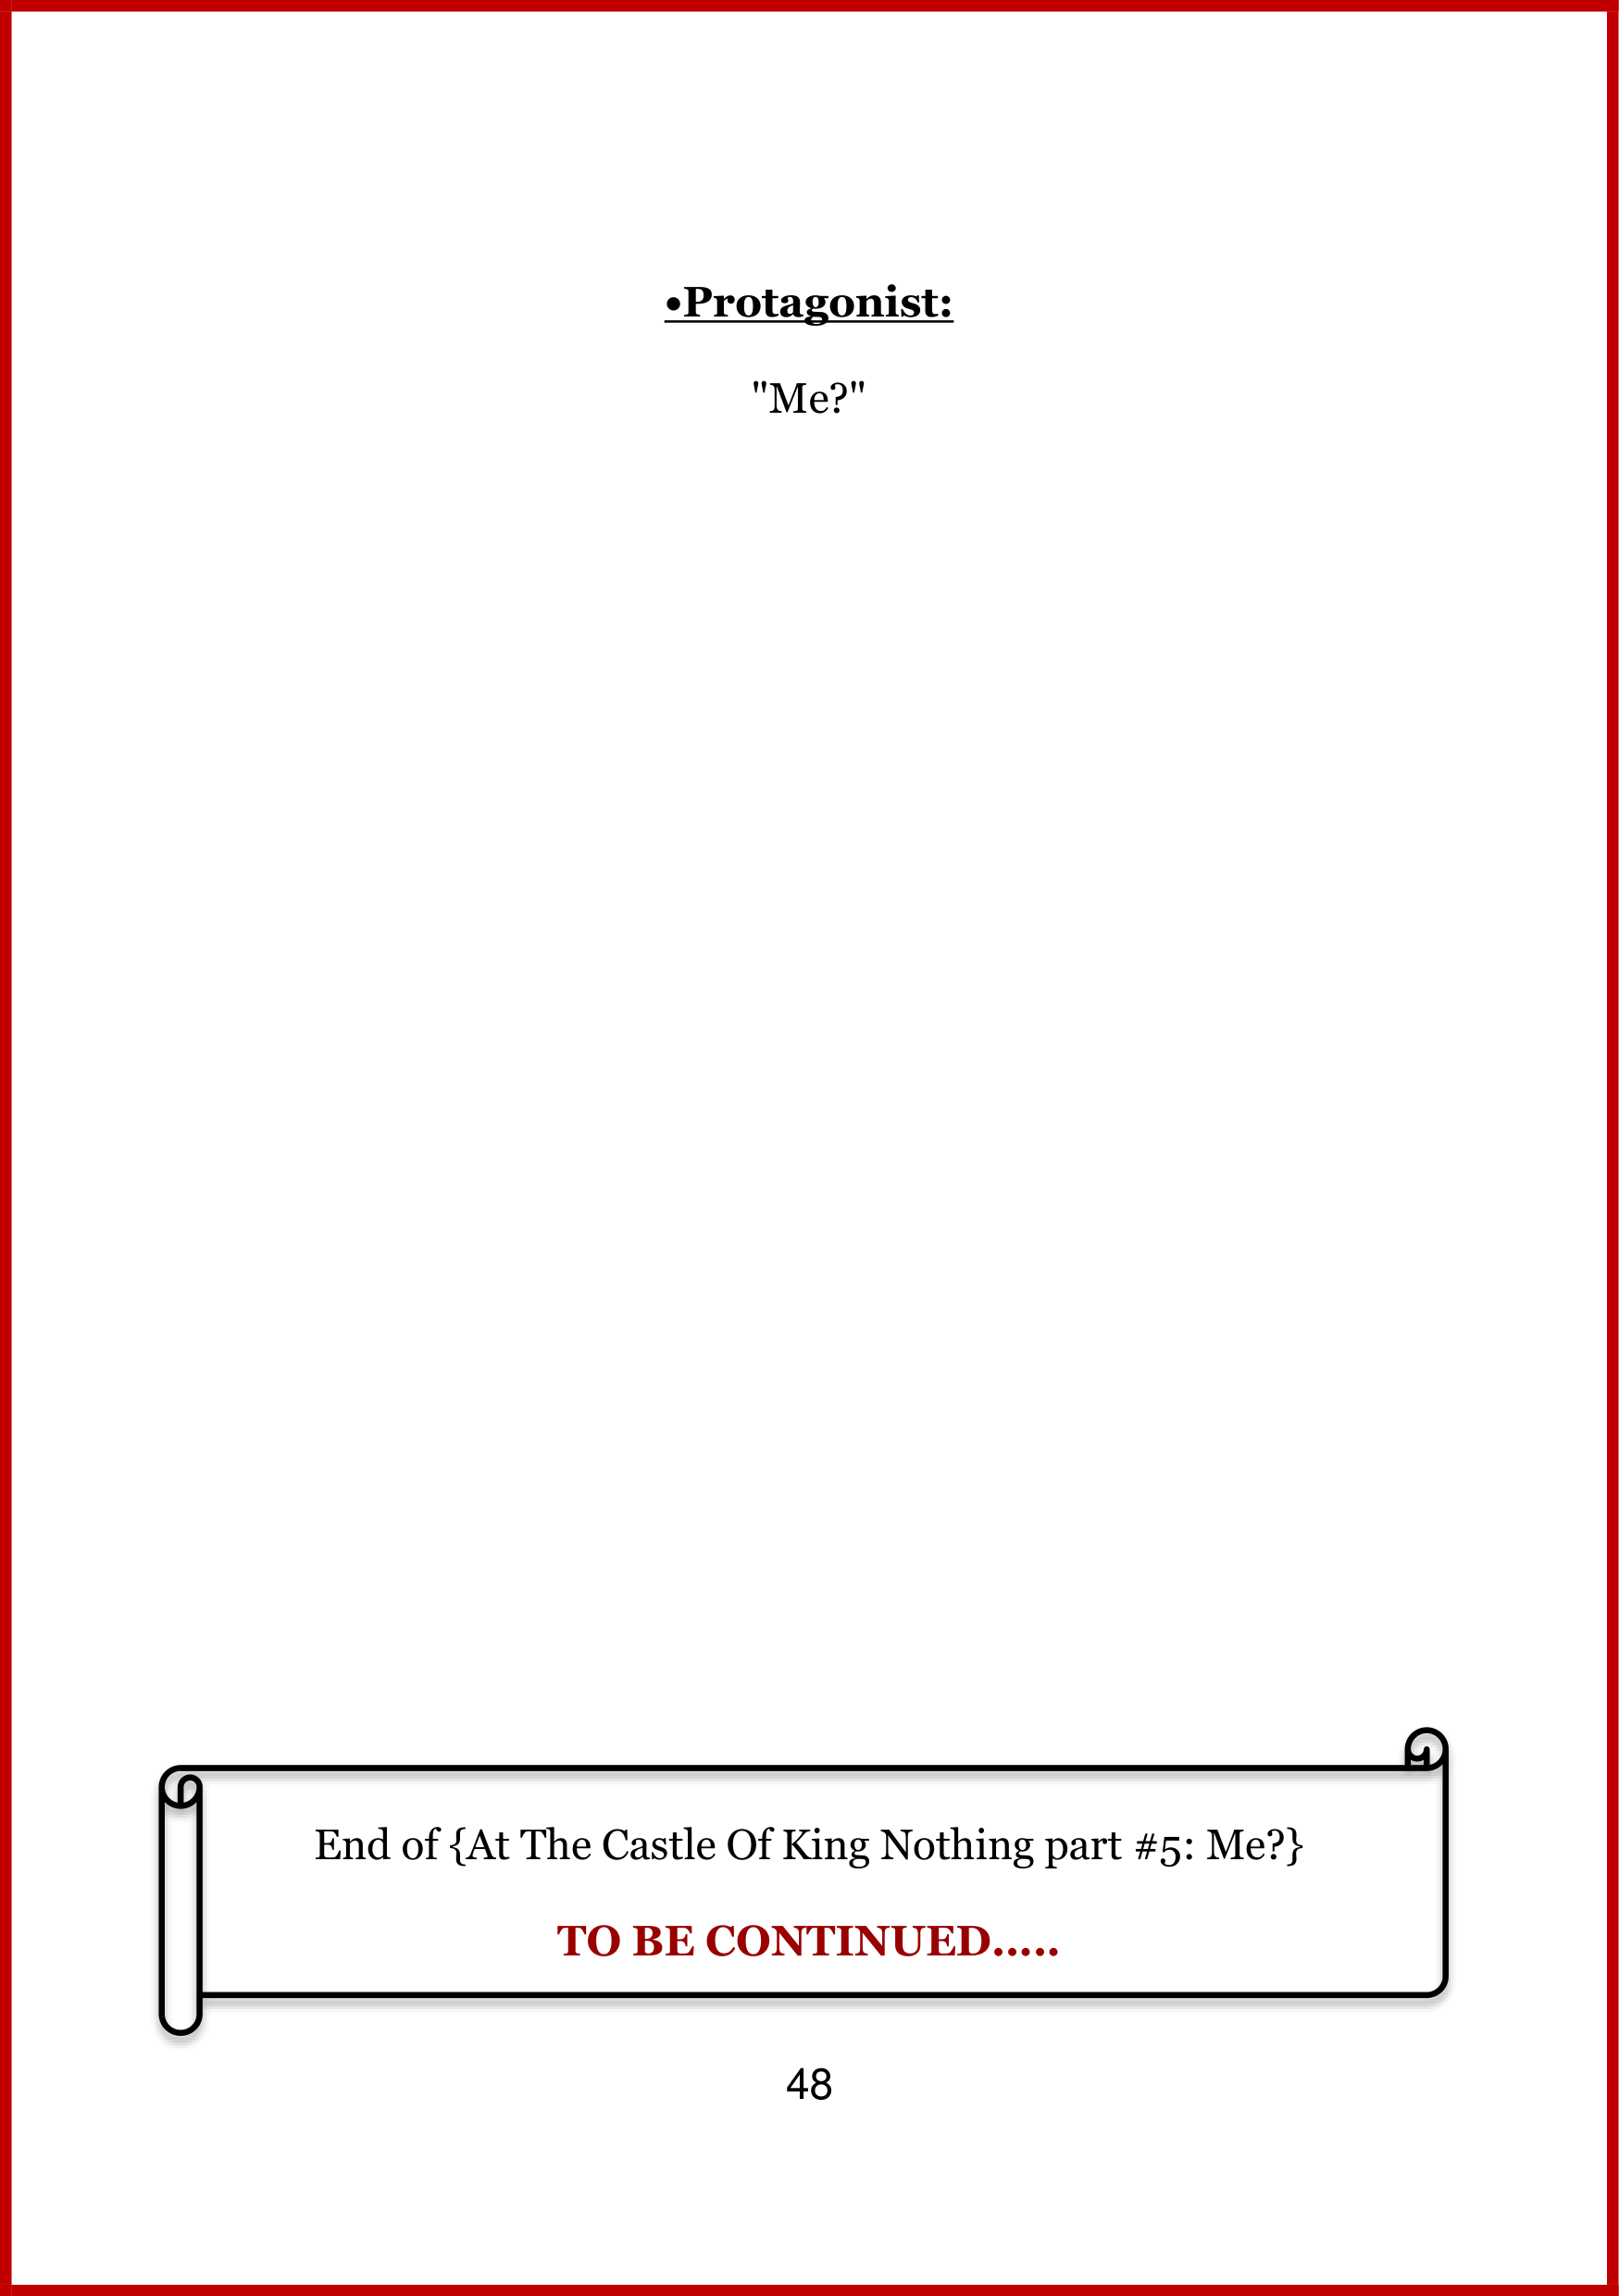 •Protagonist:
"Me?"
End of {At The Castle Of King Nothing part #5: Me?}
TO BE CONTINUED.....
48